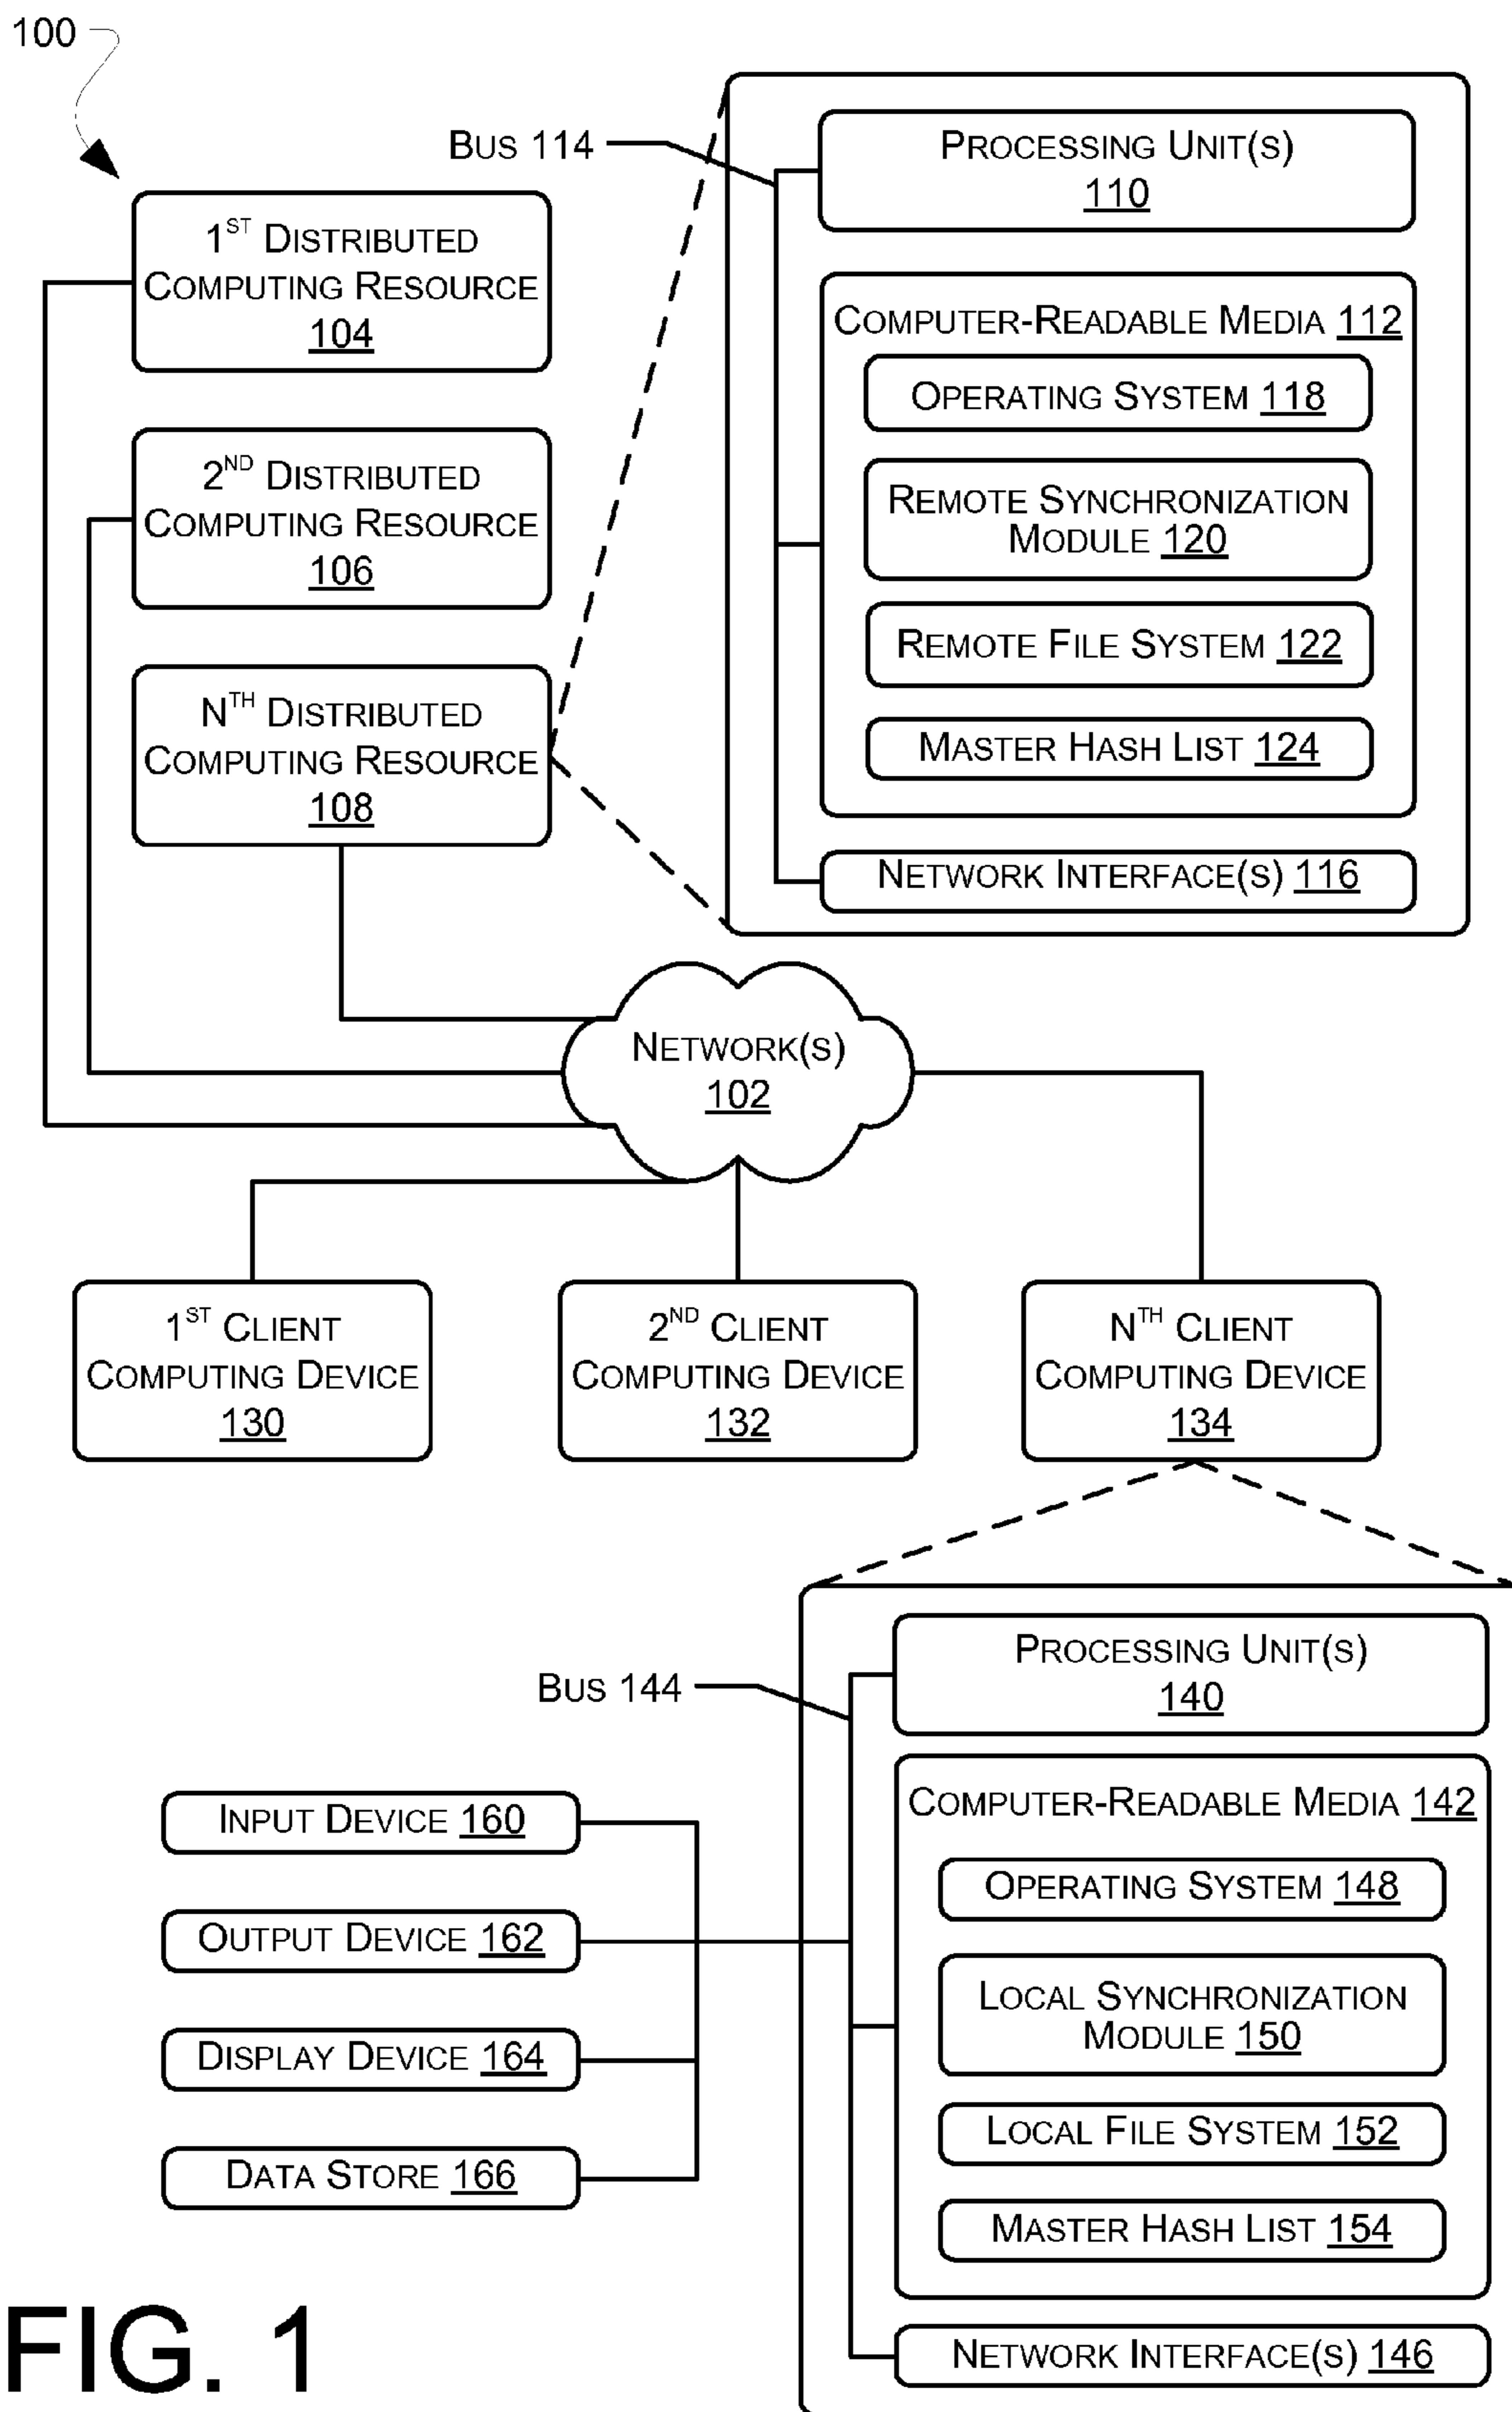 100
BUS 114
PROCESSING UNIT(S)
110
1ST DISTRIBUTED
COMPUTING RESOURCE
104
COMPUTER-READABLE MEDIA 112
OPERATING SYSTEM 118
2ND DISTRIBUTED
COMPUTING RESOURCE
106
REMOTE SYNCHRONIZATION
MODULE 120
REMOTE FILE SYSTEM 122
NTH DISTRIBUTED
COMPUTING RESOURCE
108
MASTER HASH LIST 124
NETWORK INTERFACE(S) 116
NETWORK(S)
102
1ST CLIENT
COMPUTING DEVICE
130
2ND CLIENT
COMPUTING DEVICE
132
NTH CLIENT
COMPUTING DEVICE
134
BUS 144
PROCESSING UNIT(S)
140
INPUT DEVICE 160
OUTPUT DEVICE 162
DISPLAY DEVICE 164
DATA STORE 166
COMPUTER-READABLE MEDIA 142
OPERATING SYSTEM 148
LOCAL SYNCHRONIZATION
MODULE 150
LOCAL FILE SYSTEM 152
MASTER HASH LIST 154
NETWORK INTERFACE(S) 146
FIG. 1